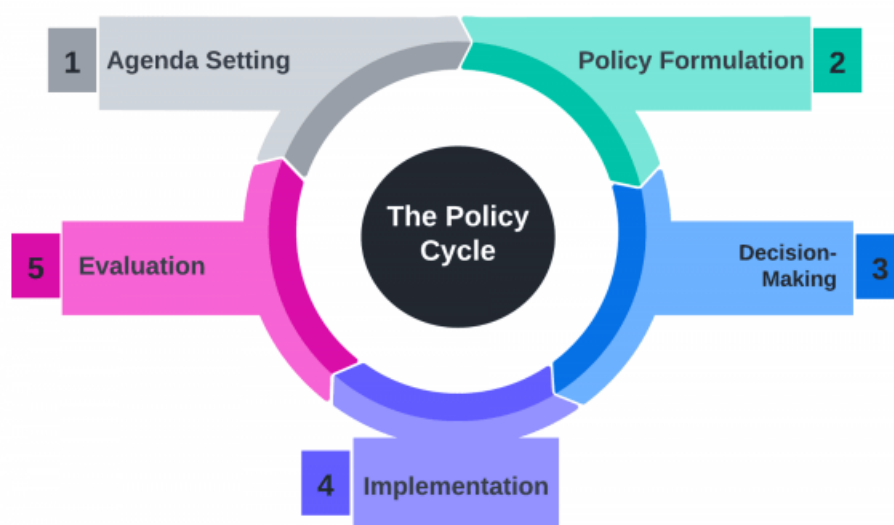 The Policy
Cycle
1
Agenda Setting
2
Policy Formulation
3
Decision-
Making
4
Implementation
5
Evaluation